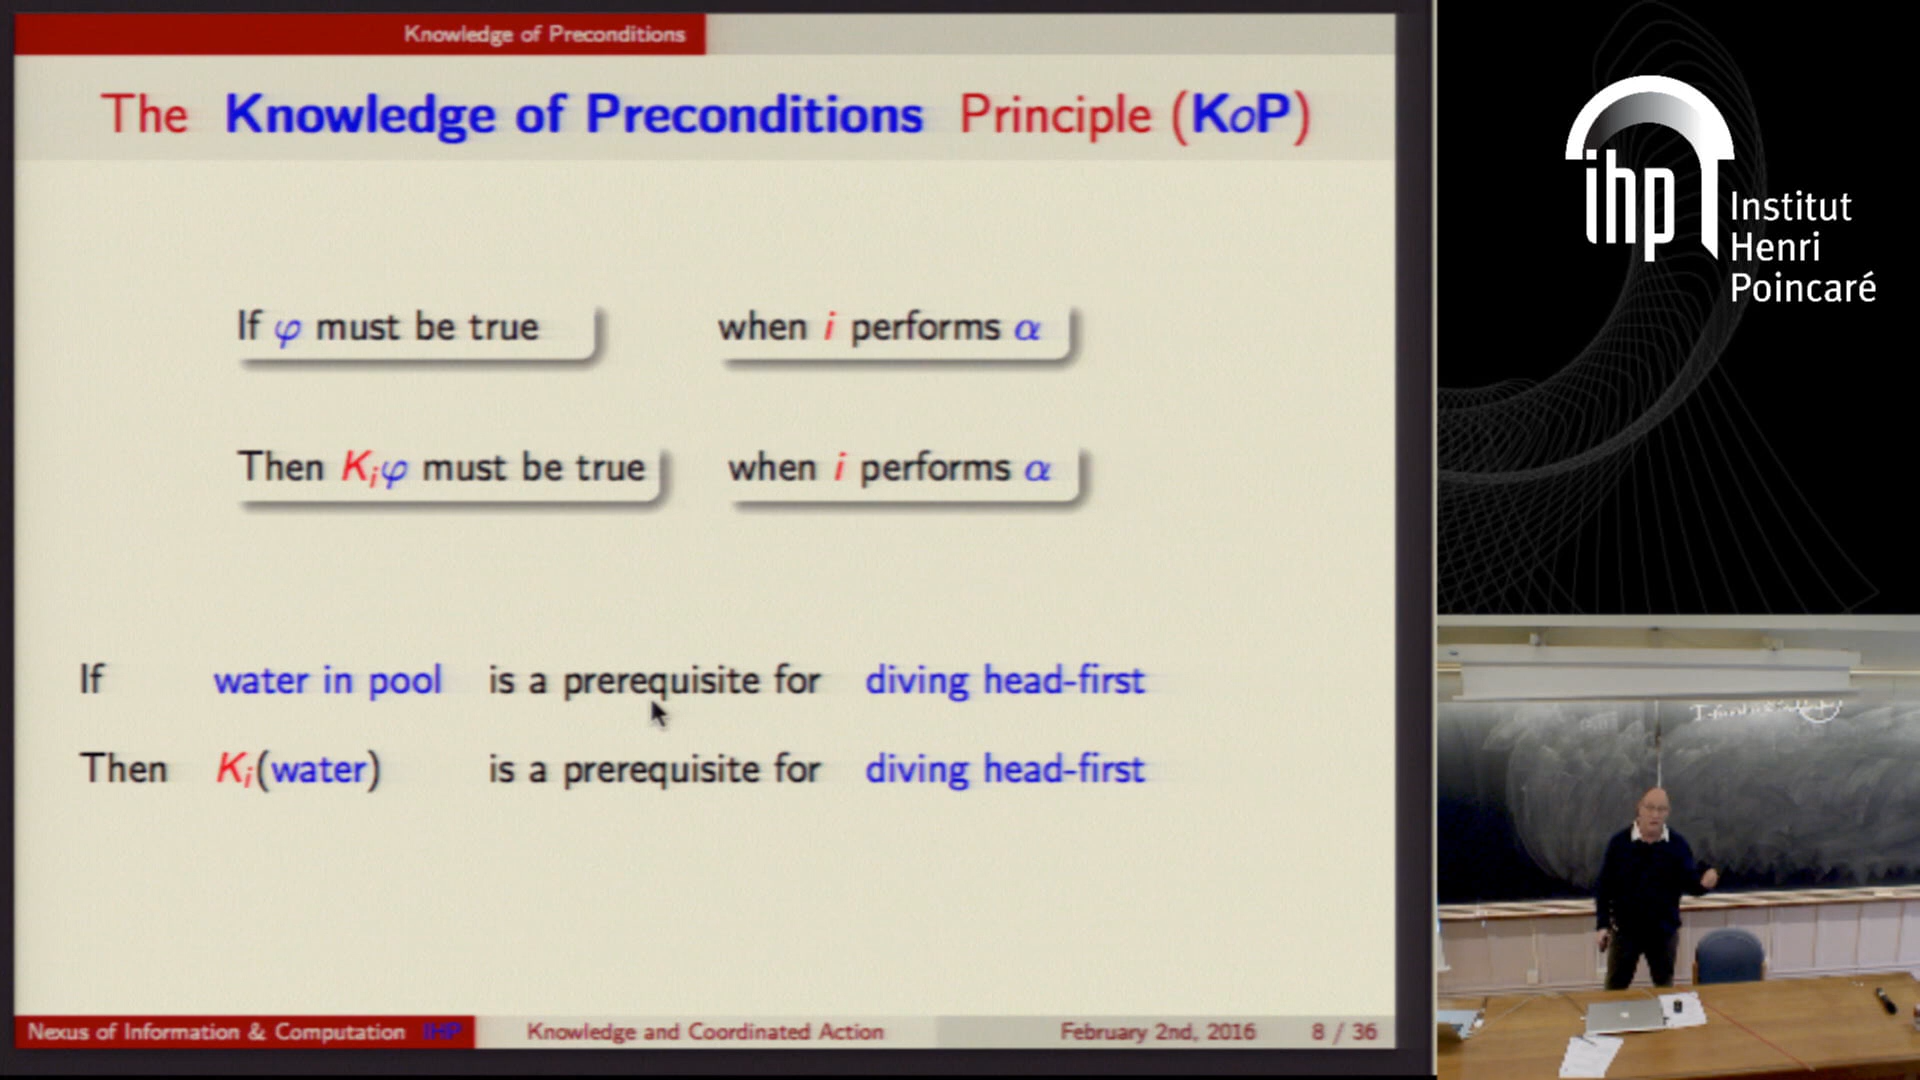 Knowledge of Preconditions
The Knowledge of Preconditions Principle (KoP)
If φ must be true when i performs α
Then Kᵢφ must be true when i performs α
If water in pool is a prerequisite for diving head-first
Then Kᵢ(water) is a prerequisite for diving head-first
Nexus of Information & Computation IHP Knowledge and Coordinated Action February 2nd, 2016 8 / 36
ihp
Institut
Henri
Poincaré